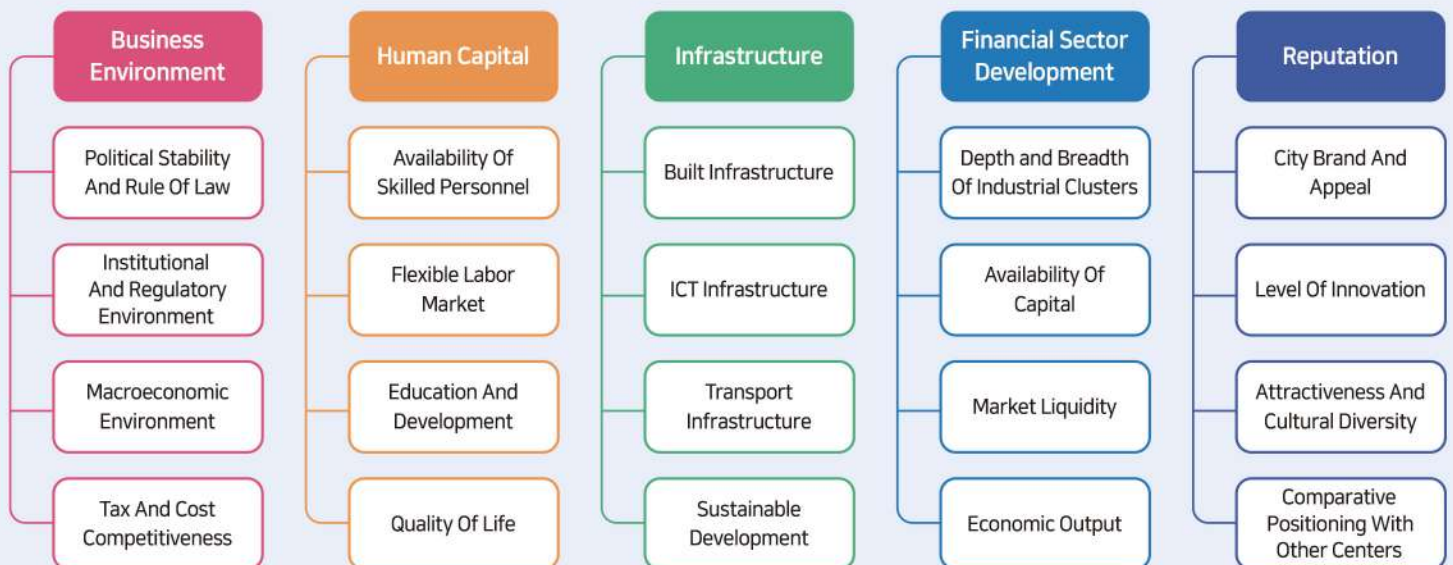 Business
Environment
Political Stability
And Rule Of Law
Institutional
And Regulatory
Environment
Macroeconomic
Environment
Tax And Cost
Competitiveness
Human Capital
Availability Of
Skilled Personnel
Flexible Labor
Market
Education And
Development
Quality Of Life
Infrastructure
Built Infrastructure
ICT Infrastructure
Transport
Infrastructure
Sustainable
Development
Financial Sector
Development
Depth and Breadth
Of Industrial Clusters
Availability Of
Capital
Market Liquidity
Economic Output
Reputation
City Brand And
Appeal
Level Of Innovation
Attractiveness And
Cultural Diversity
Comparative
Positioning With
Other Centers